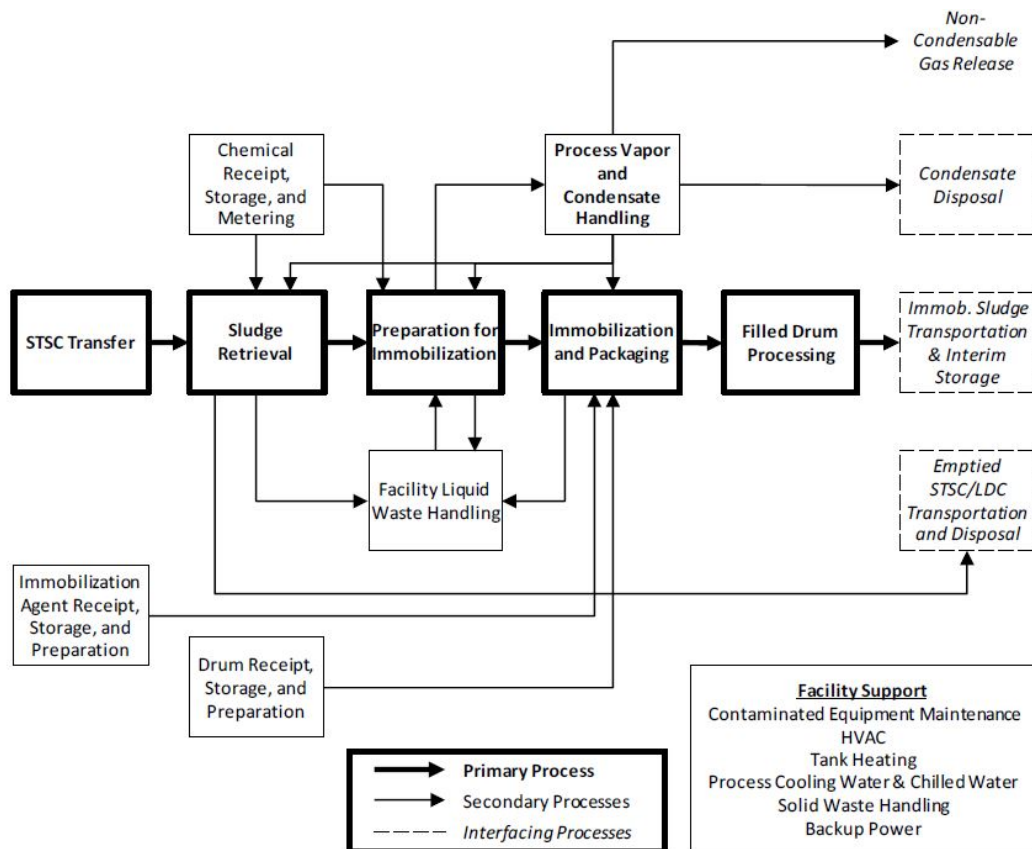 Non-
Condensable
Gas Release
Chemical
Receipt,
Storage, and
Metering
Process Vapor
and
Condensate
Handling
Condensate
Disposal
STSC Transfer
Sludge
Retrieval
Preparation for
Immobilization
Immobilization
and Packaging
Filled Drum
Processing
Immob. Sludge
Transportation
& Interim
Storage
Facility Liquid
Waste Handling
Emptied
STSC/LDC
Transportation
and Disposal
Immobilization
Agent Receipt,
Storage, and
Preparation
Drum Receipt,
Storage, and
Preparation
Primary Process
Secondary Processes
Interfacing Processes
Facility Support
Contaminated Equipment Maintenance
HVAC
Tank Heating
Process Cooling Water & Chilled Water
Solid Waste Handling
Backup Power